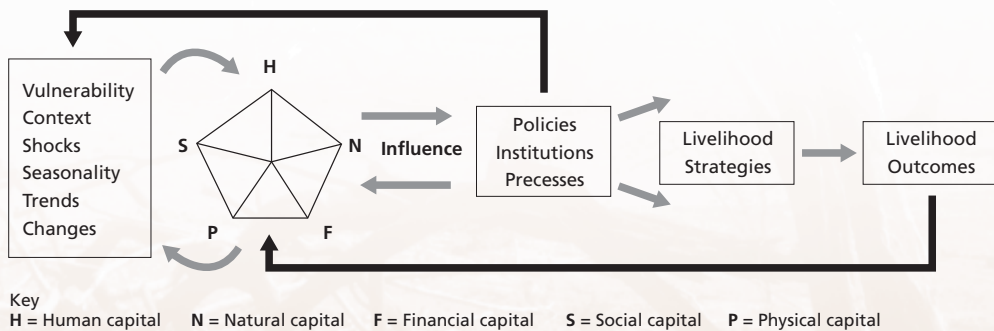 Vulnerability
Context
Shocks
Seasonality
Trends
Changes
H
S
N
P
F
Influence
Policies
Institutions
Precesses
Livelihood
Strategies
Livelihood
Outcomes
Key
H = Human capital N = Natural capital F = Financial capital S = Social capital P = Physical capital